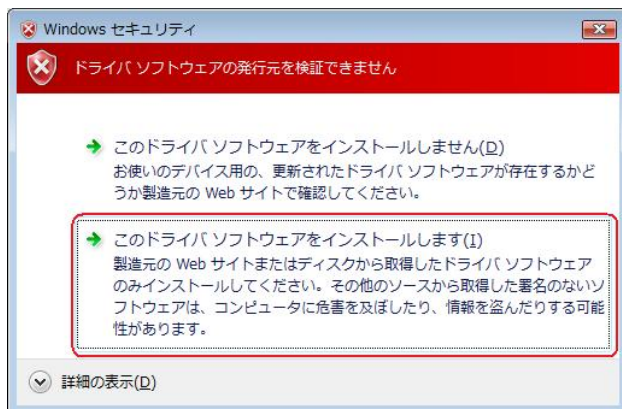 Windows セキュリティ
ドライバ ソフトウェアの発行元を検証できません
このドライバ ソフトウェアをインストールしません(D)
お使いのデバイス用の、更新されたドライバ ソフトウェアが存在するかど
うか製造元の Web サイトで確認してください。
このドライバ ソフトウェアをインストールします(I)
製造元の Web サイトまたはディスクから取得したドライバ ソフトウェア
のみインストールしてください。その他のソースから取得した署名のないソ
フトウェアは、コンピュータに危害を及ぼしたり、情報を盗んだりする可能
性があります。
詳細の表示(D)